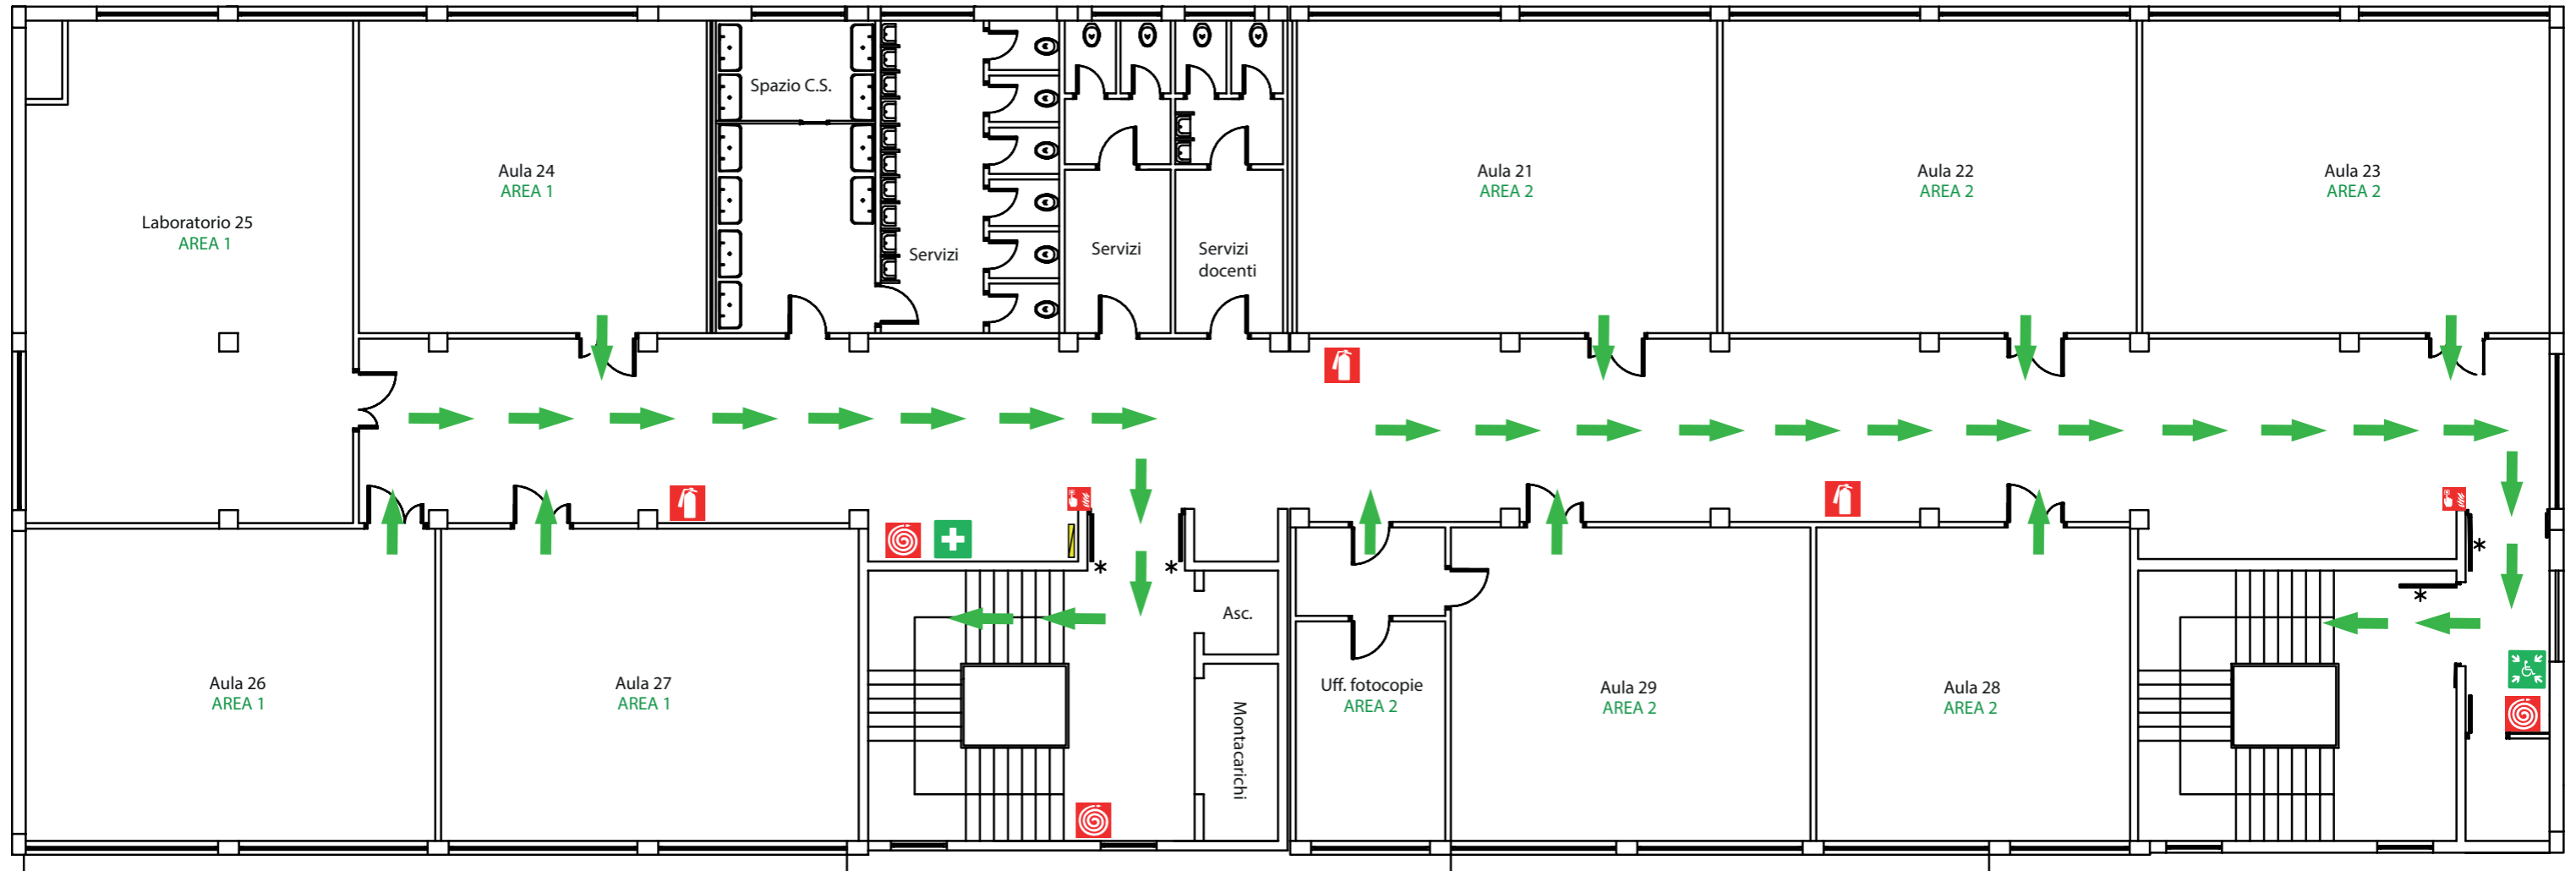 Spazio C.S.
Aula 24
AREA 1
Aula 21
AREA 2
Aula 22
AREA 2
Aula 23
AREA 2
Laboratorio 25
AREA 1
Servizi
Servizi
Servizi
docenti
*
*
*
*
Asc.
Aula 26
AREA 1
Aula 27
AREA 1
Montacarichi
Uff. fotocopie
AREA 2
Aula 29
AREA 2
Aula 28
AREA 2